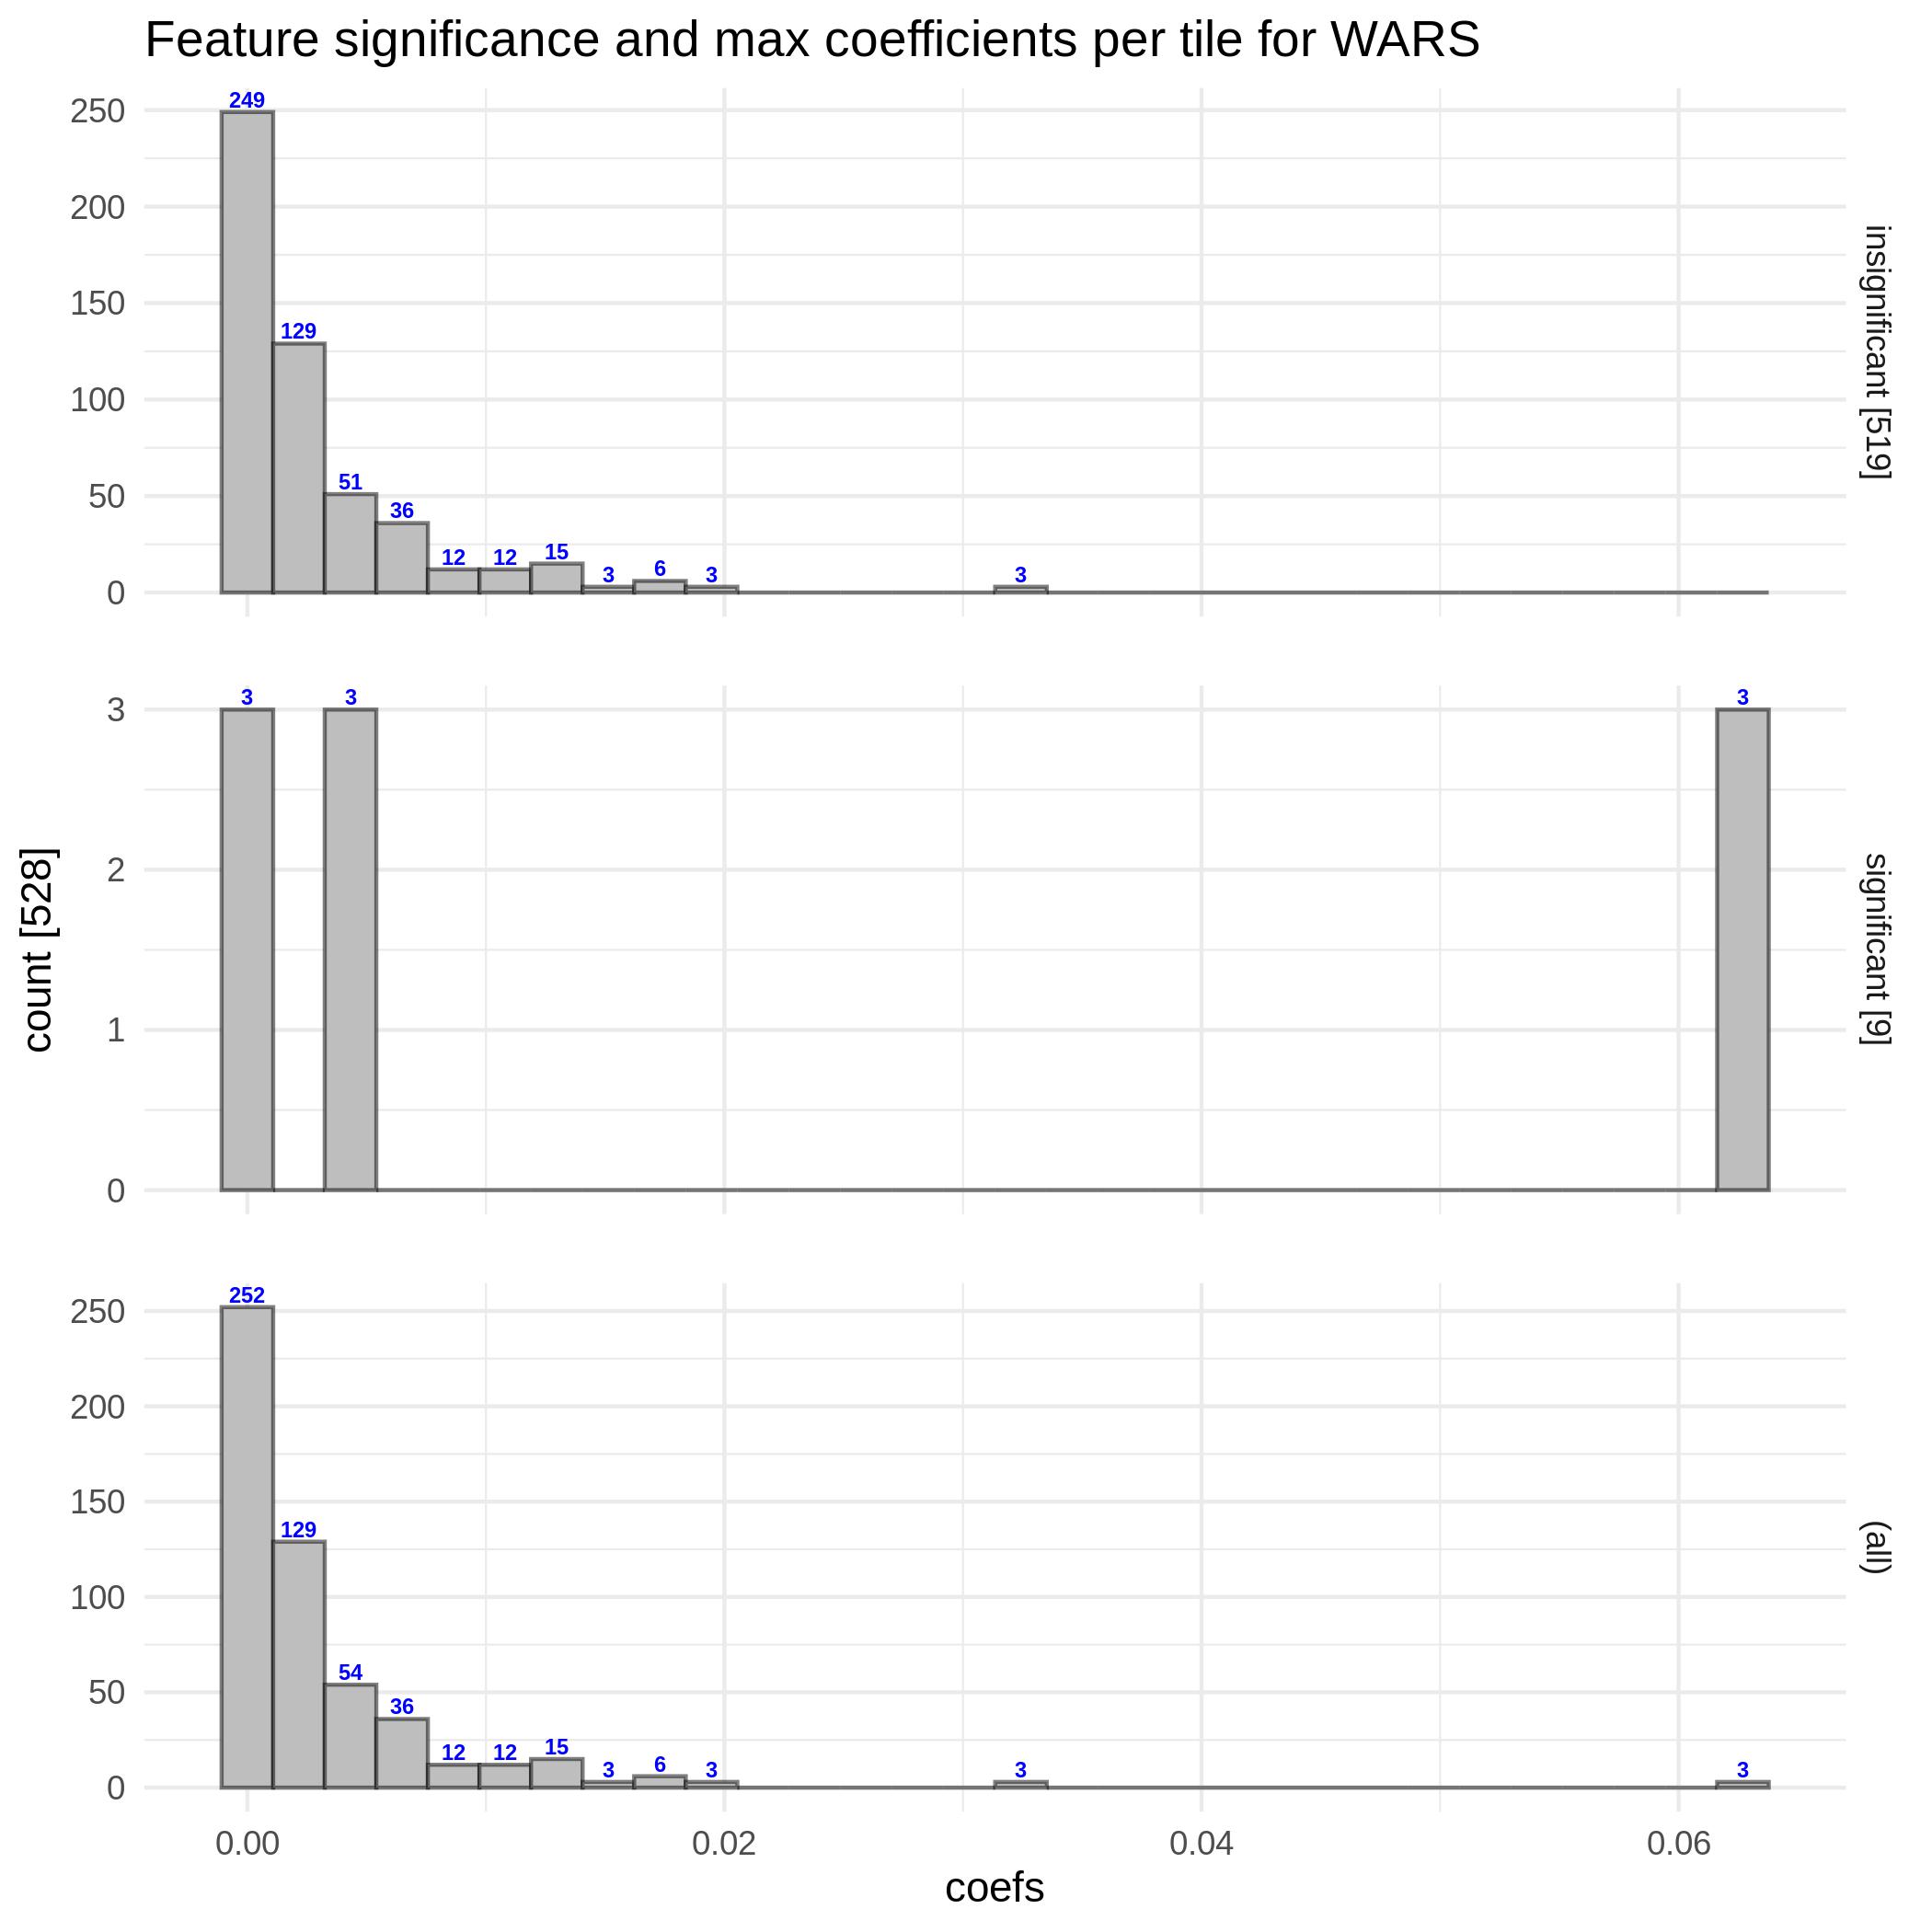 Feature significance and max coefficients per tile for WARS
249
250
200
150
129
100
51
50
36
12 12 15 3 6 3 3
0
insignificant [519]
3 3 3
3
2
1
0
significant [9]
count [528]
252
250
200
150
129
100
54
50
36
12 12 15 3 6 3 3 3
0
(all)
0.00 0.02 0.04 0.06
coefs